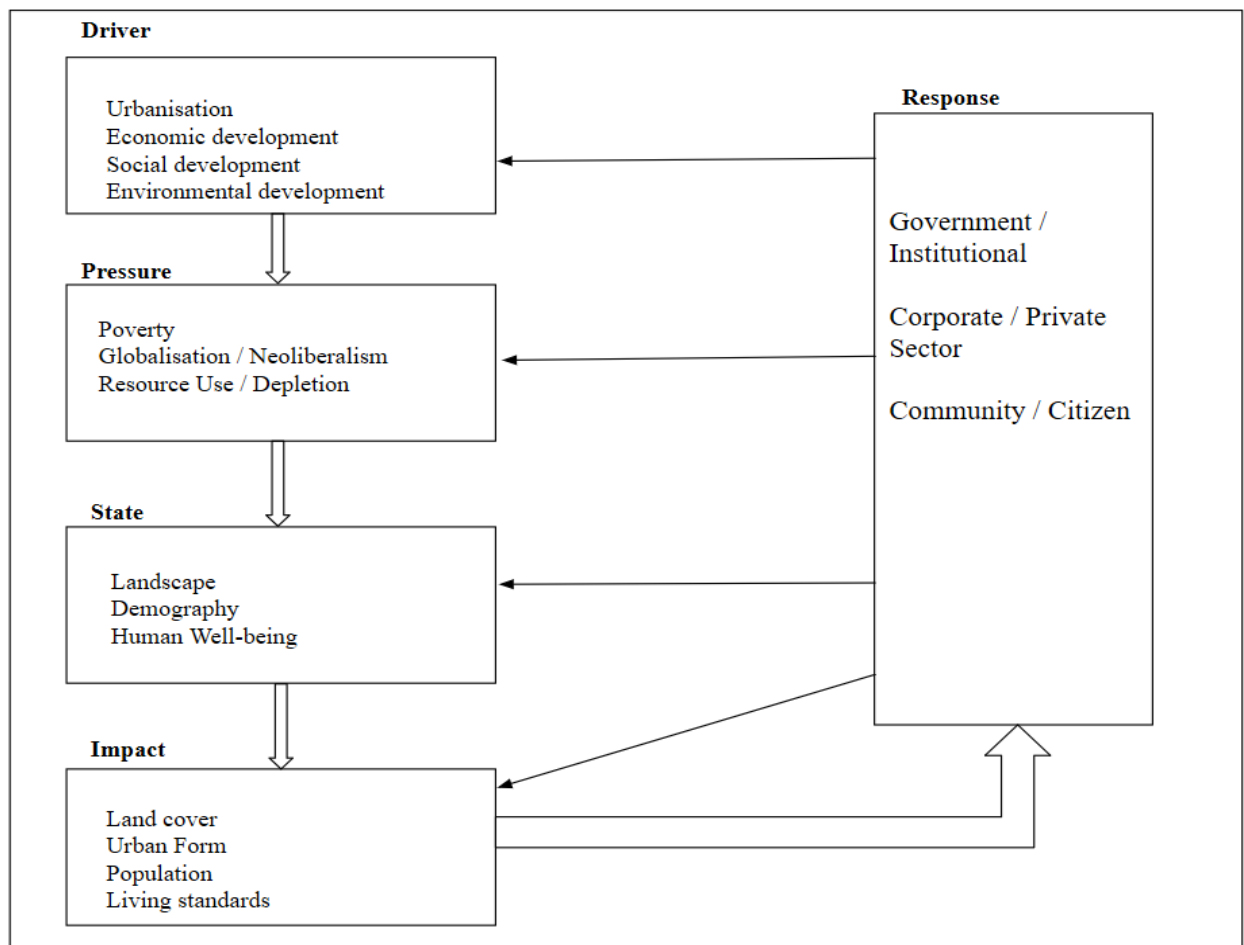 Driver
Urbanisation
Economic development
Social development
Environmental development
Pressure
Poverty
Globalisation / Neoliberalism
Resource Use / Depletion
State
Landscape
Demography
Human Well-being
Impact
Land cover
Urban Form
Population
Living standards
Response
Government /
Institutional
Corporate / Private
Sector
Community / Citizen